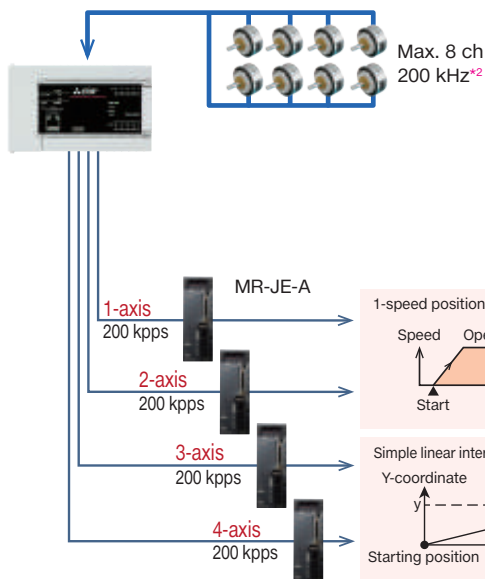 Max. 8 ch
200 kHz*2
MR-JE-A
1-axis
200 kpps
2-axis
200 kpps
3-axis
200 kpps
4-axis
200 kpps
1-speed position
Speed
Ope
Start
Simple linear inter
Y-coordinate
y
Starting position